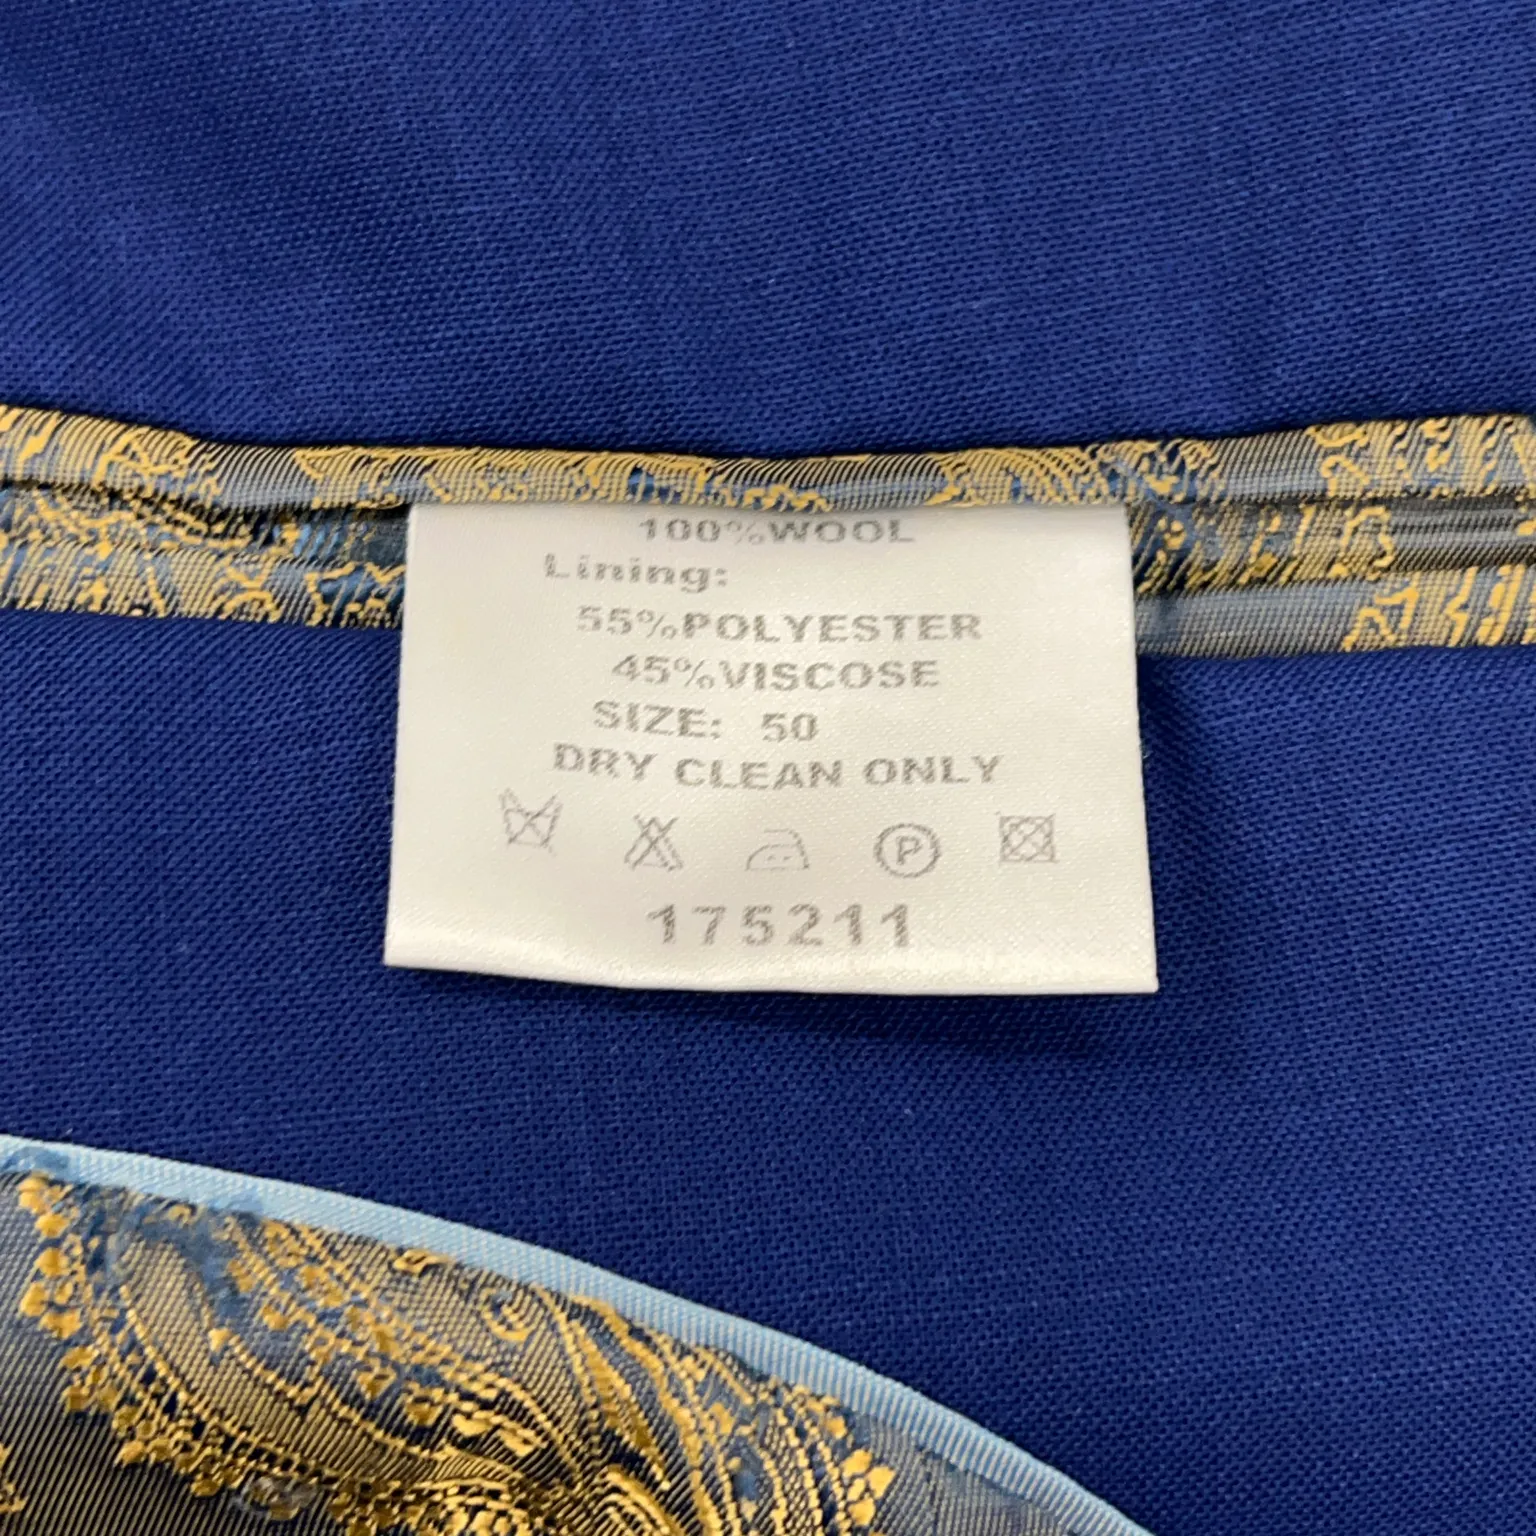 100%WOOL
Lining:
55%POLYESTER
45%VISCOSE
SIZE: 50
DRY CLEAN ONLY
P
175211